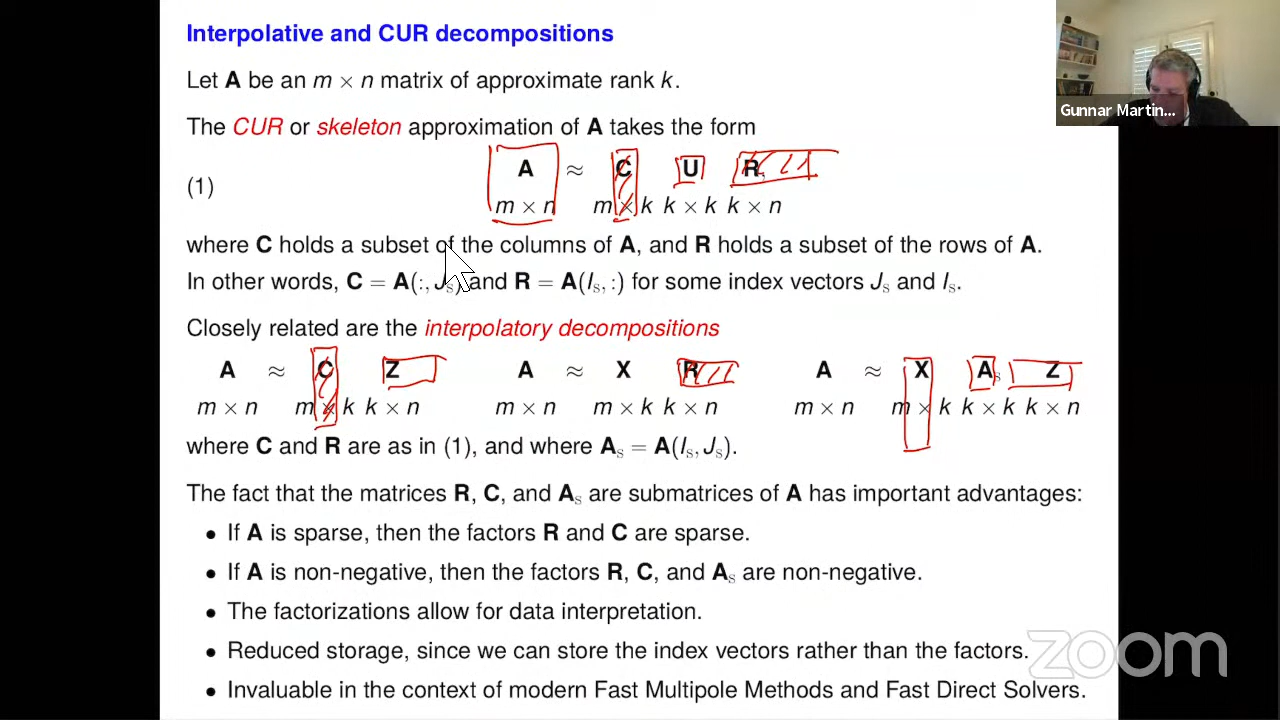 Interpolative and CUR decompositions
Let A be an m × n matrix of approximate rank k.
Gunnar Martin...
The CUR or skeleton approximation of A takes the form
(1) A ≈ C U R,
m × n m × k k × k k × n
where C holds a subset of the columns of A, and R holds a subset of the rows of A.
In other words, C = A(:, Js) and R = A(Is, :) for some index vectors Js and Is.
Closely related are the interpolatory decompositions
A ≈ C Z A ≈ X R A ≈ X As Z
m × n m × k k × n m × n m × k k × n m × n m × k k × k k × n
where C and R are as in (1), and where As = A(Is, Js).
The fact that the matrices R, C, and As are submatrices of A has important advantages:
• If A is sparse, then the factors R and C are sparse.
• If A is non-negative, then the factors R, C, and As are non-negative.
• The factorizations allow for data interpretation.
• Reduced storage, since we can store the index vectors rather than the factors.
• Invaluable in the context of modern Fast Multipole Methods and Fast Direct Solvers.
zoom